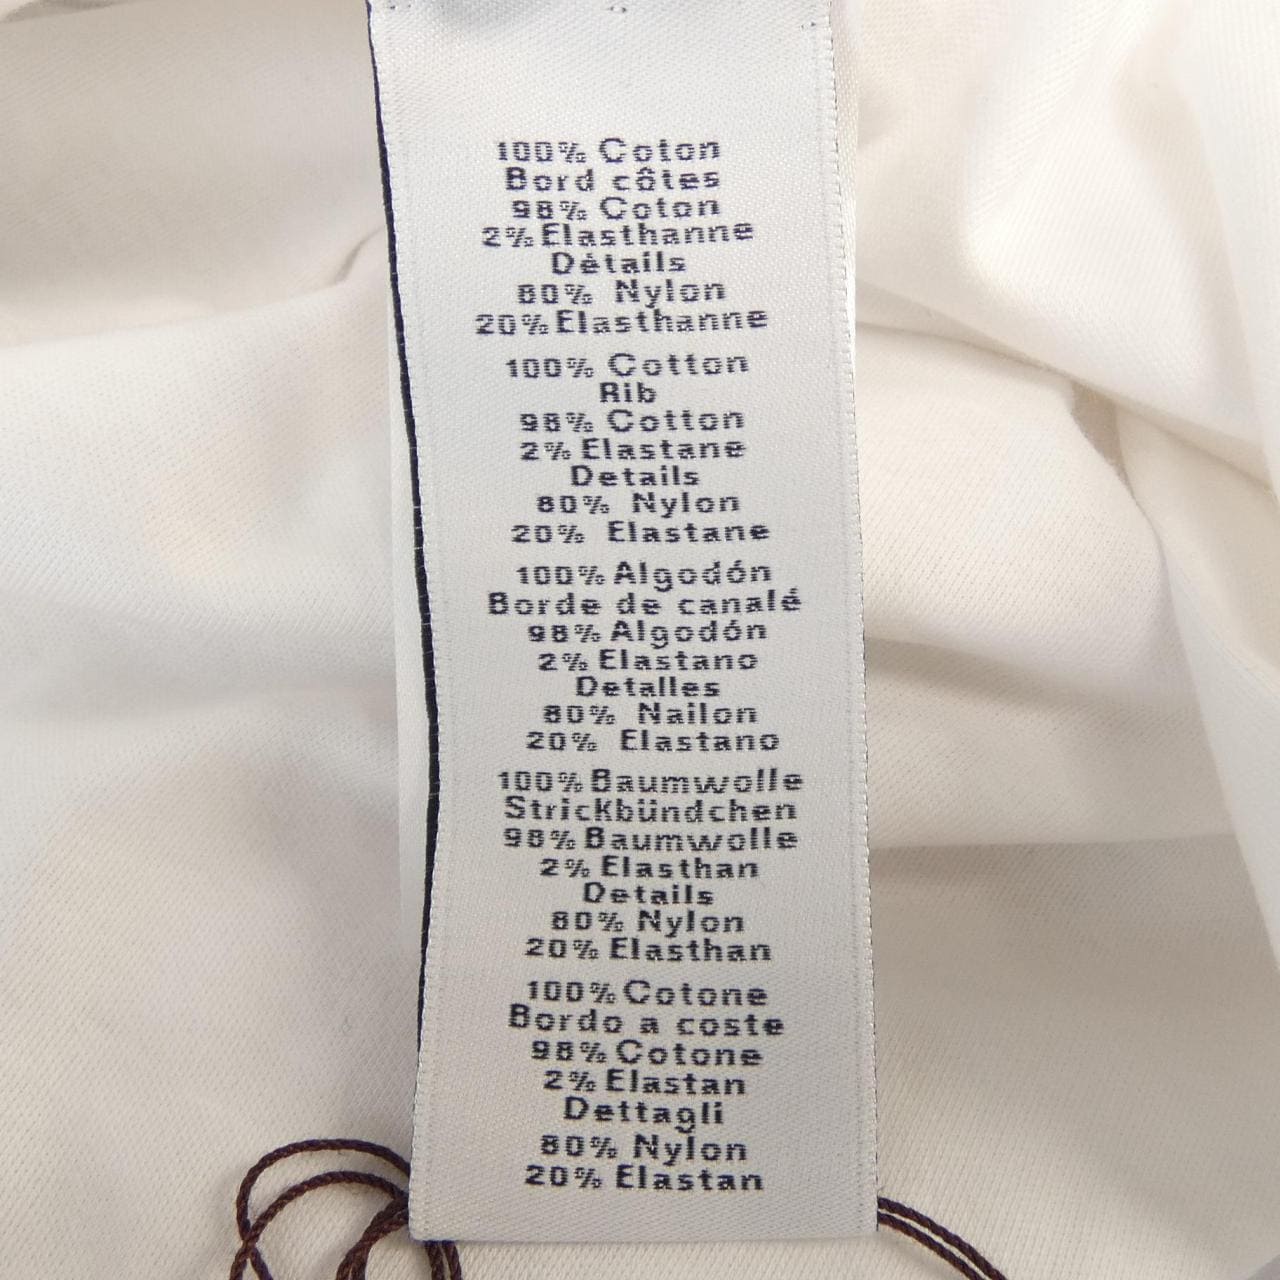 100% Coton
Bord côtes
98% Coton
2% Elasthanne
Détails
80% Nylon
20% Elasthanne
100% Cotton
Rib
98% Cotton
2% Elastane
Details
80% Nylon
20% Elastane
100% Algodón
Borde de canalé
98% Algodón
2% Elastano
Detalles
80% Nailon
20% Elastano
100% Baumwolle
Strickbündchen
98% Baumwolle
2% Elasthan
Details
80% Nylon
20% Elasthan
100% Cotone
Bordo a coste
98% Cotone
2% Elastan
Dettagli
80% Nylon
20% Elastan